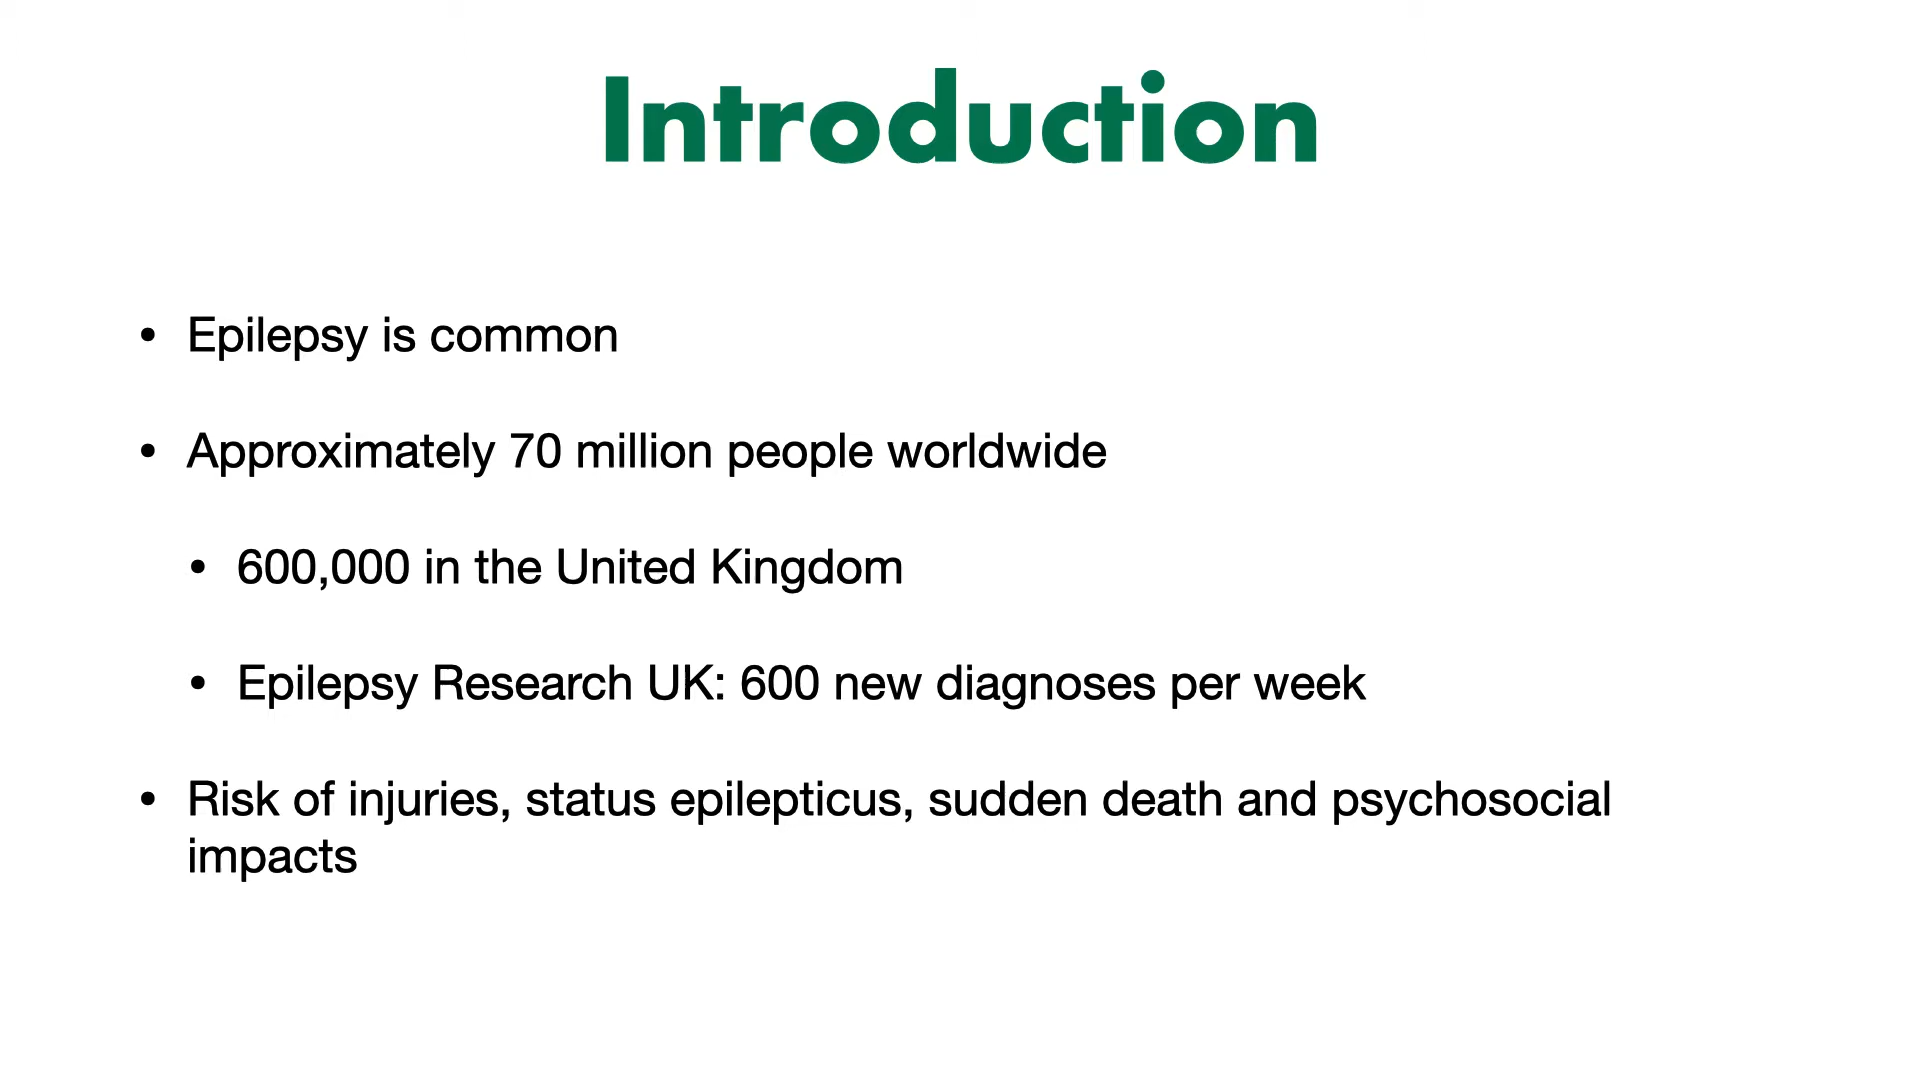 Introduction
• Epilepsy is common
• Approximately 70 million people worldwide
• 600,000 in the United Kingdom
• Epilepsy Research UK: 600 new diagnoses per week
• Risk of injuries, status epilepticus, sudden death and psychosocial
impacts